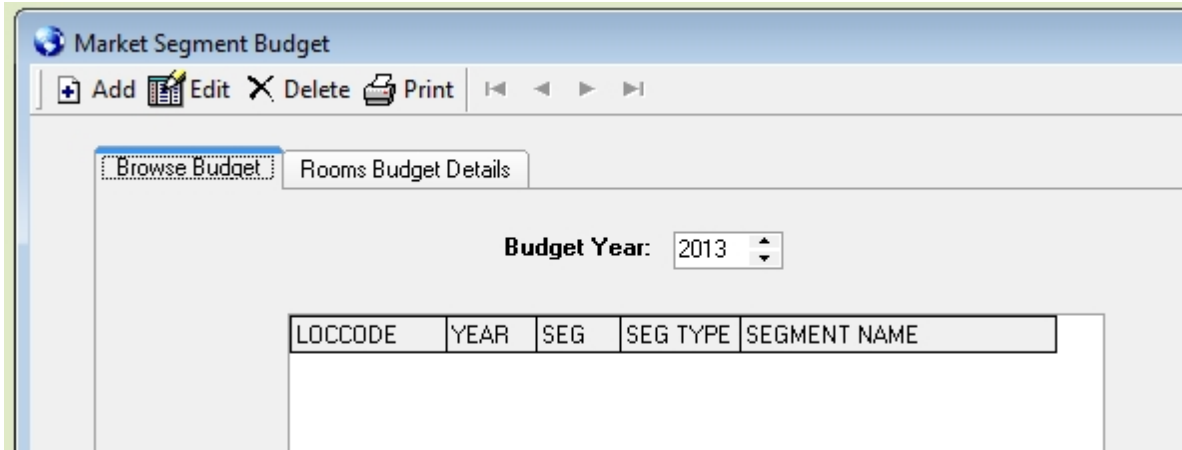 Market Segment Budget
Add Edit Delete Print
Browse Budget Rooms Budget Details
Budget Year: 2013
LOCCODE YEAR SEG SEG TYPE SEGMENT NAME